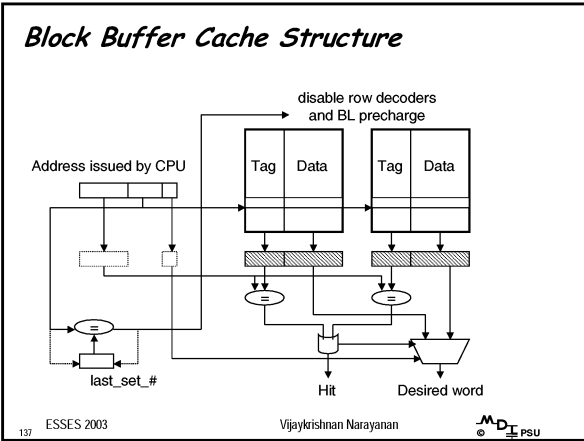 Block Buffer Cache Structure
disable row decoders
and BL precharge
Address issued by CPU
Tag Data Tag Data
= =
=
last_set_#
Hit
Desired word
137 ESSES 2003 Vijaykrishnan Narayanan © MDI PSU